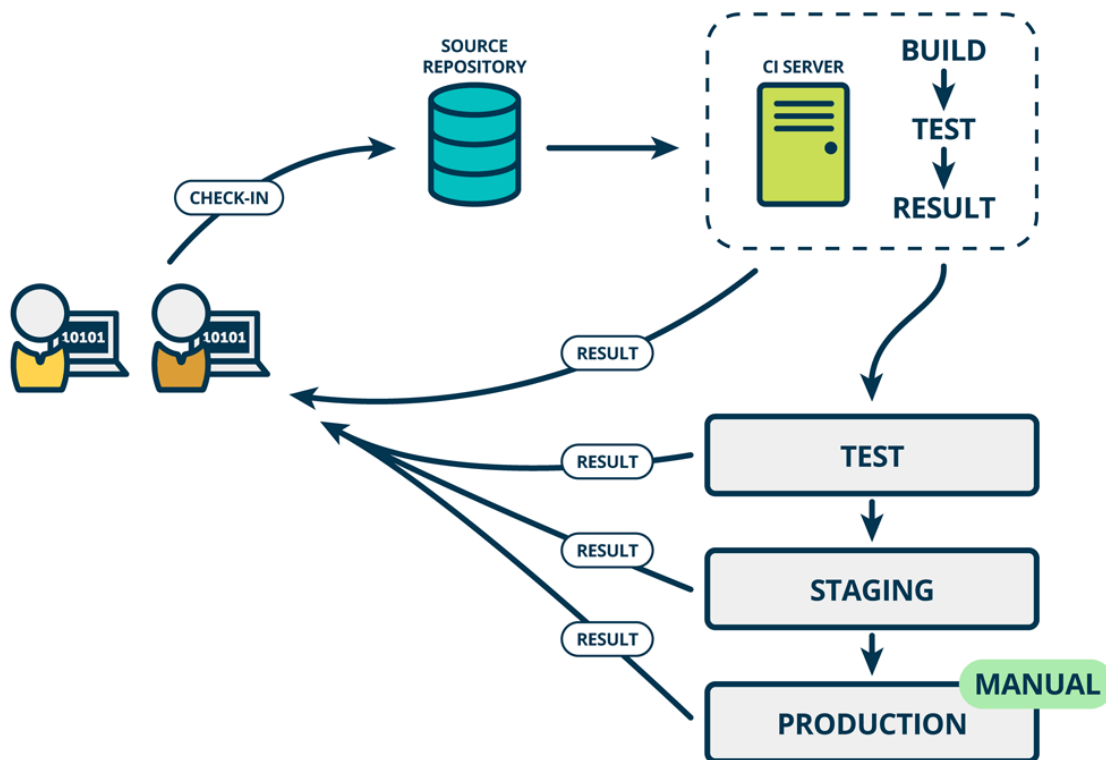 SOURCE
REPOSITORY
CI SERVER
BUILD
TEST
RESULT
CHECK-IN
10101
10101
RESULT
TEST
RESULT
STAGING
RESULT
PRODUCTION
RESULT
MANUAL